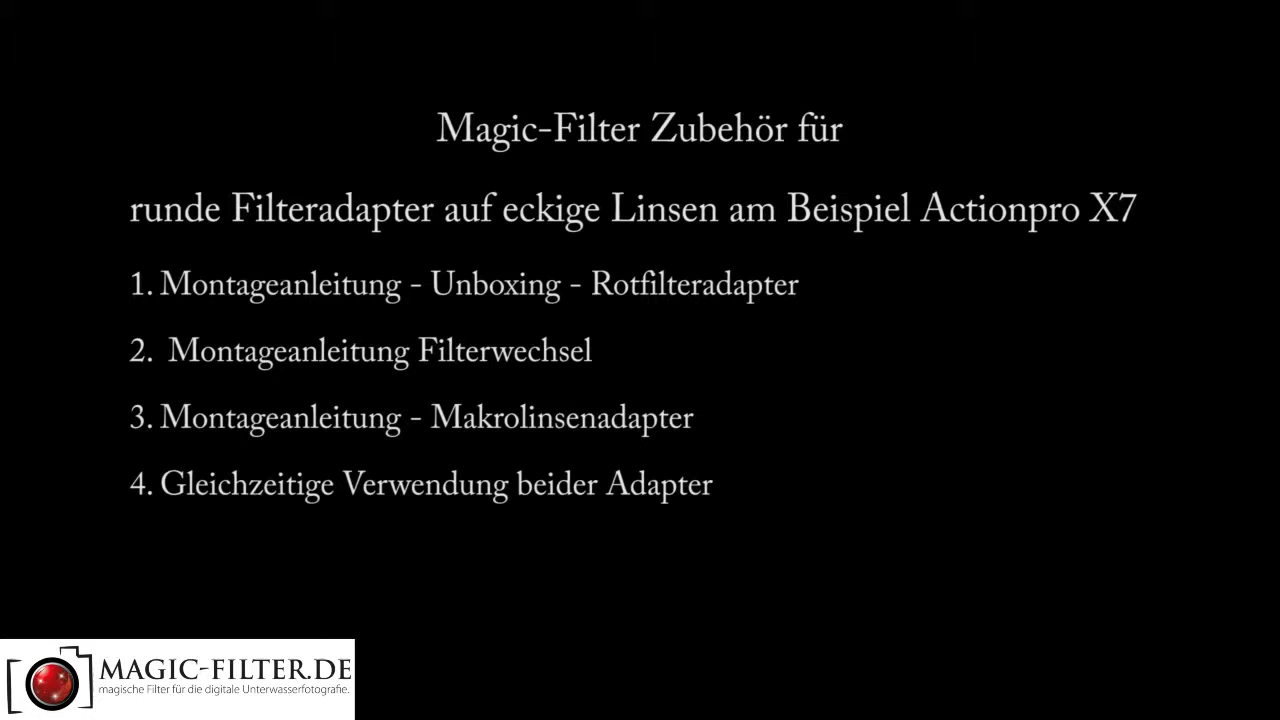 Magic-Filter Zubehör für
runde Filteradapter auf eckige Linsen am Beispiel Actionpro X7
1. Montageanleitung - Unboxing - Rotfilteradapter
2. Montageanleitung Filterwechsel
3. Montageanleitung - Makrolinsenadapter
4. Gleichzeitige Verwendung beider Adapter
MAGIC-FILTER.DE
magische Filter für die digitale Unterwasserfotografie.